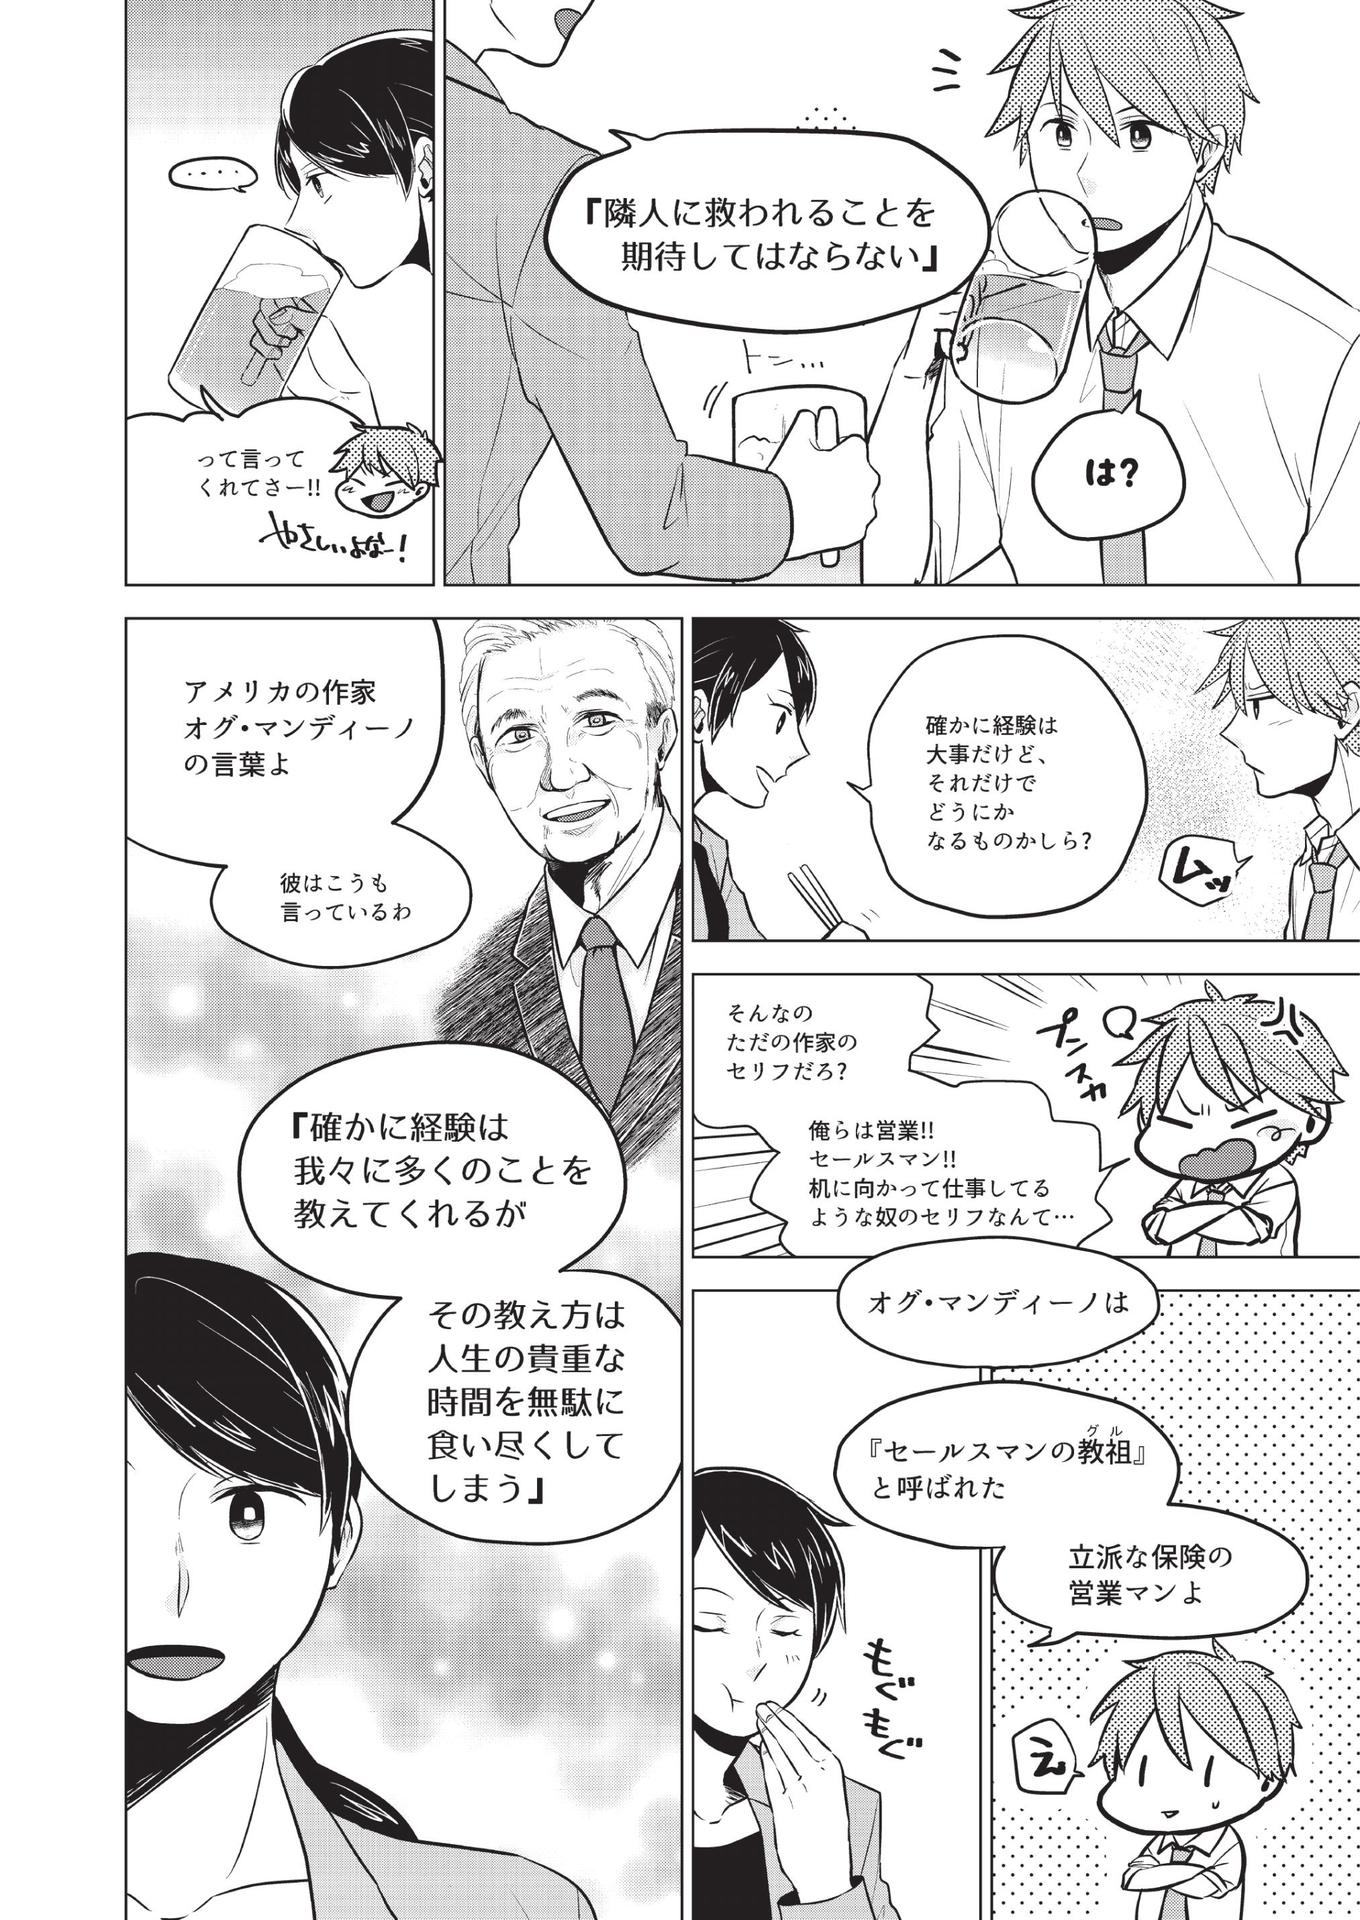 って言って
くれてさー!!
やさしいよなー!
....
『隣人に救われることを
期待してはならない』
トン...
は?
アメリカの作家
オグ・マンディーノ
の言葉よ
彼はこうも
言っているわ
『確かに経験は
我々に多くのことを
教えてくれるが
その教え方は
人生の貴重な
時間を無駄に
食い尽くして
しまう』
確かに経験は
大事だけど、
それだけで
どうにか
なるものかしら?
ムッ
そんなの
ただの作家の
セリフだろ?
俺らは営業!!
セールスマン!!
机に向かって仕事してる
ような奴のセリフなんて…
プンスカ
オグ・マンディーノは
『セールスマンの教祖』
グル
と呼ばれた
立派な保険の
営業マンよ
もぐもぐ
え